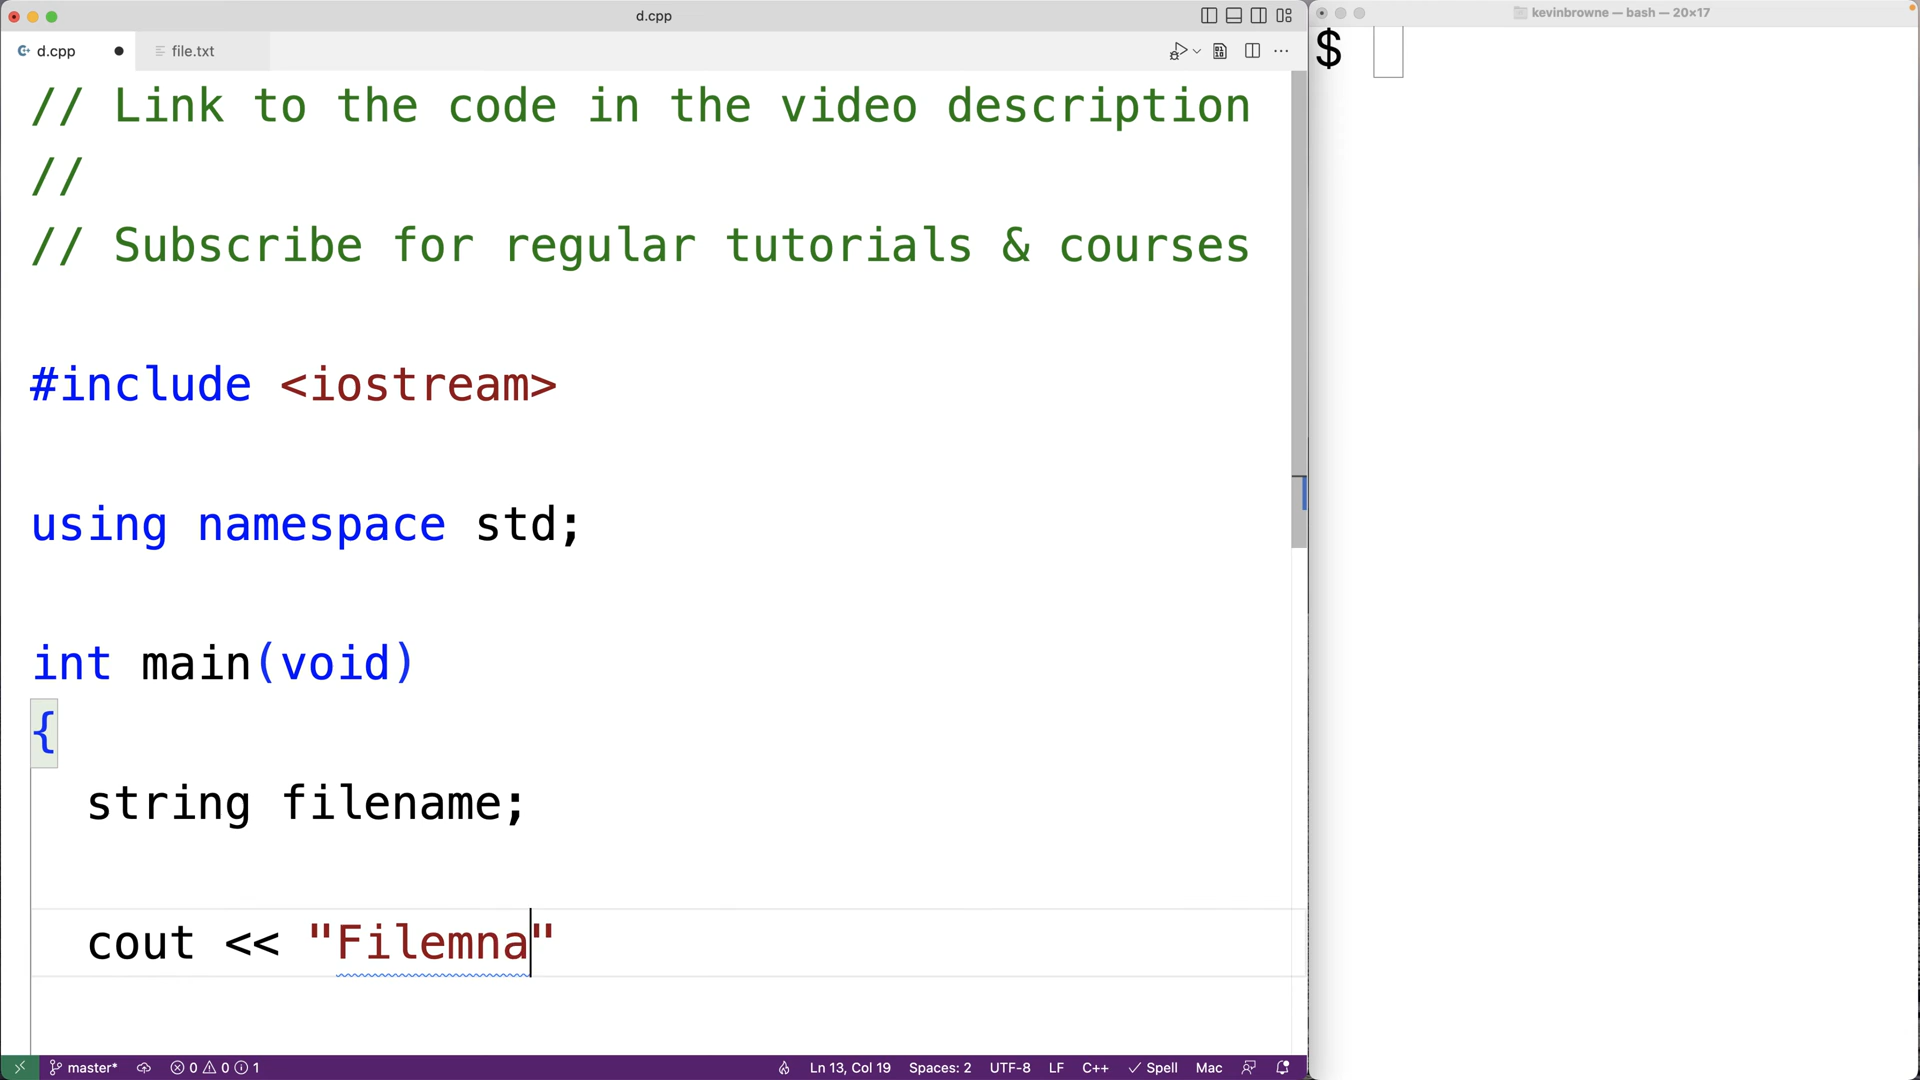 d.cpp
kevinbrowne — bash — 20×17
d.cpp
file.txt
$
// Link to the code in the video description
//
// Subscribe for regular tutorials & courses
#include <iostream>
using namespace std;
int main(void)
{
string filename;
cout << "Filemna"
master* 0 0 1 Ln 13, Col 19 Spaces: 2 UTF-8 LF C++ Spell Mac